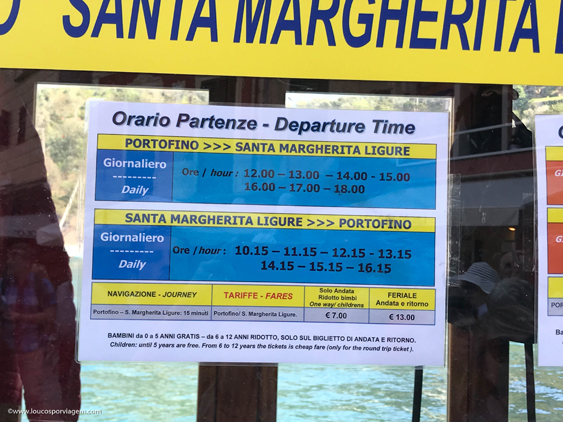 SANTA MARGHERITA
Orario Partenze - Departure Time
PORTOFINO >>> SANTA MARGHERITA LIGURE
Giornaliero
---------
Daily
Ore / hour : 12.00 – 13.00 – 14.00 - 15.00
16.00 – 17.00 – 18.00
SANTA MARGHERITA LIGURE >>> PORTOFINO
Giornaliero
---------
Daily
Ore / hour : 10.15 – 11.15 – 12.15 - 13.15
14.15 – 15.15 – 16.15
NAVIGAZIONE - JOURNEY
TARIFFE - FARES
Solo Andata
Ridotto bimbi
One way/ childrens
FERIALE
Andata e ritorno
Portofino – S. Margherita Ligure: 15 minuti
Portofino/ S. Margherita Ligure.
€ 7.00
€ 13.00
BAMBINI da 0 a 5 ANNI GRATIS – da 6 a 12 ANNI RIDOTTO, SOLO SUL BIGLIETTO DI ANDATA E RITORNO.
Children: until 5 years are free. From 6 to 12 years the tickets is cheap fare (only for the round trip ticket ).
©www.loucosporviagem.com